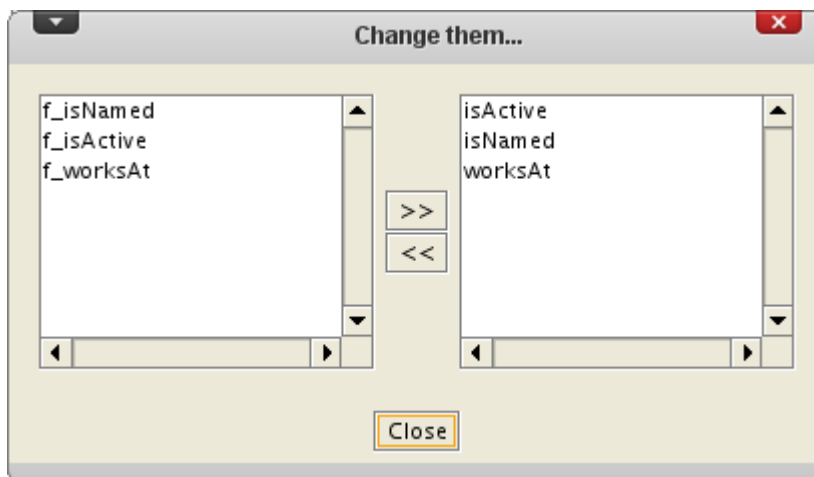 Change them...
f_isNamed
f_isActive
f_worksAt
>>
<<
isActive
isNamed
worksAt
Close